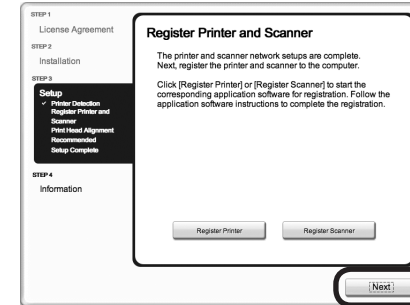 STEP 1
License Agreement
STEP 2
Installation
STEP 3
Setup
✓ Printer Detection
Register Printer and
Scanner
Print Head Alignment
Recommended
Setup Complete
STEP 4
Information
Register Printer and Scanner
The printer and scanner network setups are complete.
Next, register the printer and scanner to the computer.
Click [Register Printer] or [Register Scanner] to start the
corresponding application software for registration. Follow the
application software instructions to complete the registration.
Register Printer
Register Scanner
Next